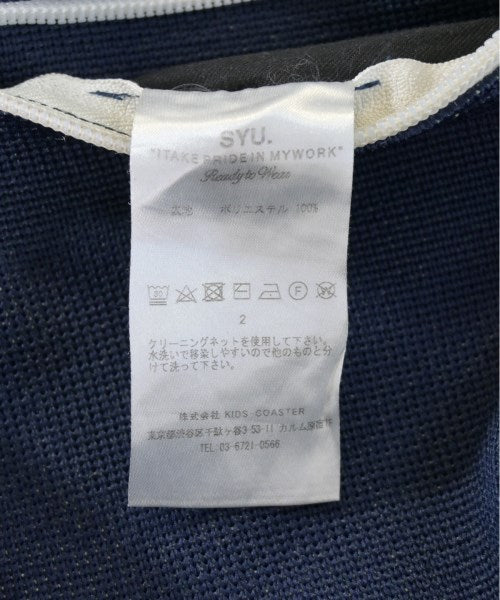 SYU.
"ITAKE PRIDE IN MYWORK"
Ready to Wear
表地 ポリエステル 100%
2
クリーニングネットを使用して下さい。
水洗いで移染しやすいので他のものと分
けて洗って下さい。
株式会社 KIDS-COASTER
東京都渋谷区千駄ヶ谷3-53-11 カルム原宿1F
TEL 03-6721-0566